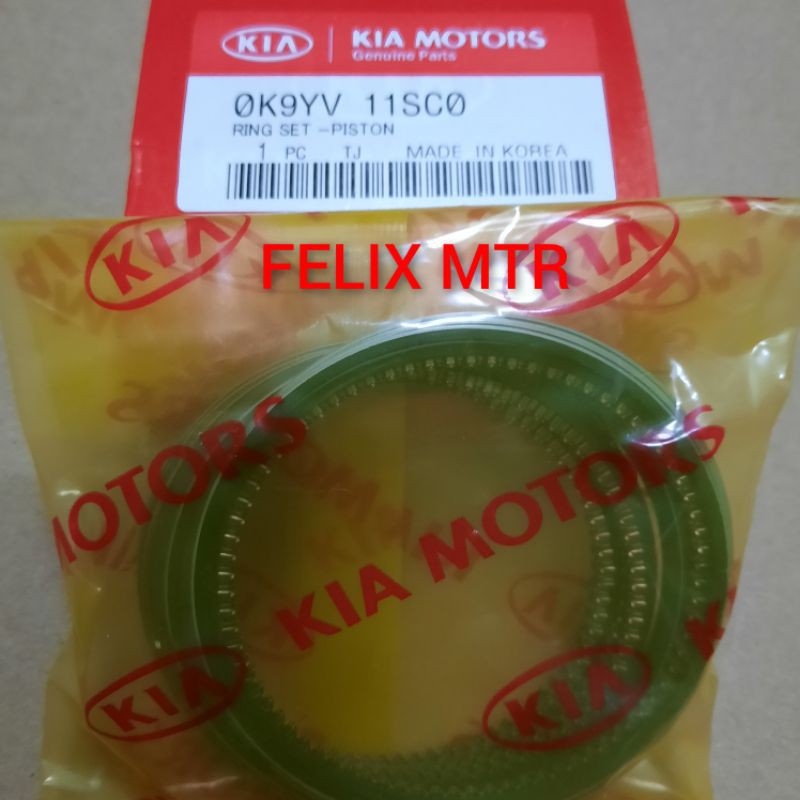 KIA KIA MOTORS
Genuine Parts
0K9YV 11SC0
RING SET -PISTON
1 PC TJ MADE IN KOREA
KIA FELIX MTR KIA
MOTORS KIA MOTORS
KIA KIA